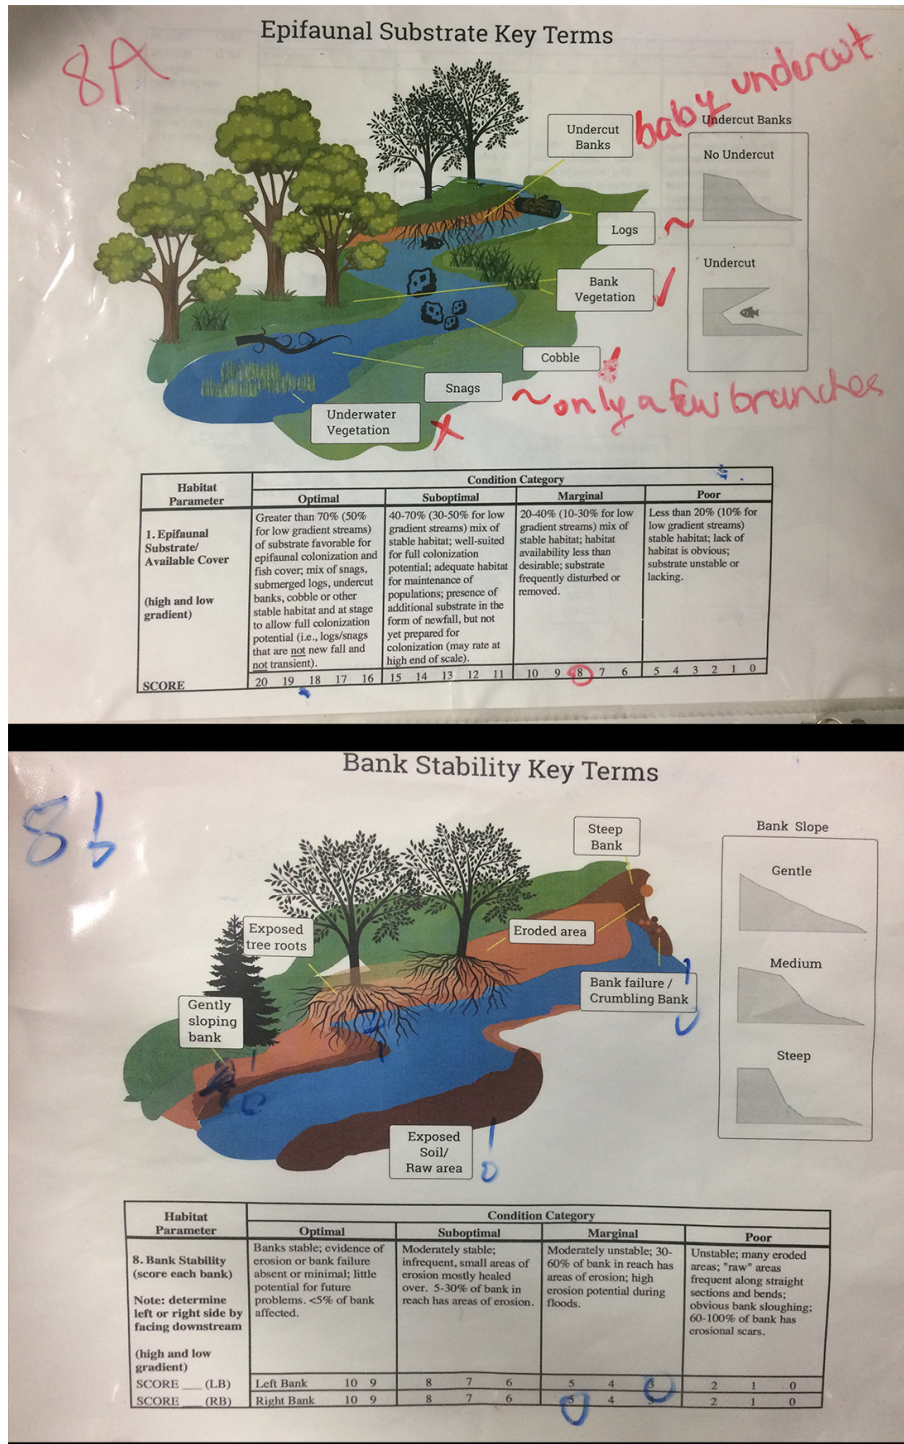 Epifaunal Substrate Key Terms
8A
baby undercut
Undercut
Banks
Undercut Banks
No Undercut
Logs
~
Undercut
Bank
Vegetation
✓
Cobble
Snags
~only a few branches
Underwater
Vegetation
X
Habitat
Parameter
Condition Category
Optimal
Suboptimal
Marginal
Poor
1. Epifaunal
Substrate/
Available Cover
(high and low
gradient)
Greater than 70% (50%
for low gradient streams)
of substrate favorable for
epifaunal colonization and
fish cover; mix of snags,
submerged logs, undercut
banks, cobble or other
stable habitat and at stage
to allow full colonization
potential (i.e., logs/snags
that are not new fall and
not transient).
40-70% (30-50% for low
gradient streams) mix of
stable habitat; well-suited
for full colonization
potential; adequate habitat
for maintenance of
populations; presence of
additional substrate in the
form of newfall, but not
yet prepared for
colonization (may rate at
high end of scale).
20-40% (10-30% for low
gradient streams) mix of
stable habitat; habitat
availability less than
desirable; substrate
frequently disturbed or
removed.
Less than 20% (10% for
low gradient streams)
stable habitat; lack of
habitat is obvious;
substrate unstable or
lacking.
SCORE
20 19 18 17 16
15 14 13 12 11
10 9 8 7 6
5 4 3 2 1 0
Bank Stability Key Terms
8b
Steep
Bank
Bank Slope
Gentle
Exposed
tree roots
Eroded area
Medium
Bank failure /
Crumbling Bank
Gently
sloping
bank
Steep
Exposed
Soil/
Raw area
Habitat
Parameter
Condition Category
Optimal
Suboptimal
Marginal
Poor
8. Bank Stability
(score each bank)
Note: determine
left or right side by
facing downstream
(high and low
gradient)
Banks stable; evidence of
erosion or bank failure
absent or minimal; little
potential for future
problems. <5% of bank
affected.
Moderately stable;
infrequent, small areas of
erosion mostly healed
over. 5-30% of bank in
reach has areas of erosion.
Moderately unstable; 30-
60% of bank in reach has
areas of erosion; high
erosion potential during
floods.
Unstable; many eroded
areas; "raw" areas
frequent along straight
sections and bends;
obvious bank sloughing;
60-100% of bank has
erosional scars.
SCORE ___ (LB)
Left Bank 10 9
8 7 6
5 4 3
2 1 0
SCORE ___ (RB)
Right Bank 10 9
8 7 6
5 4 3
2 1 0